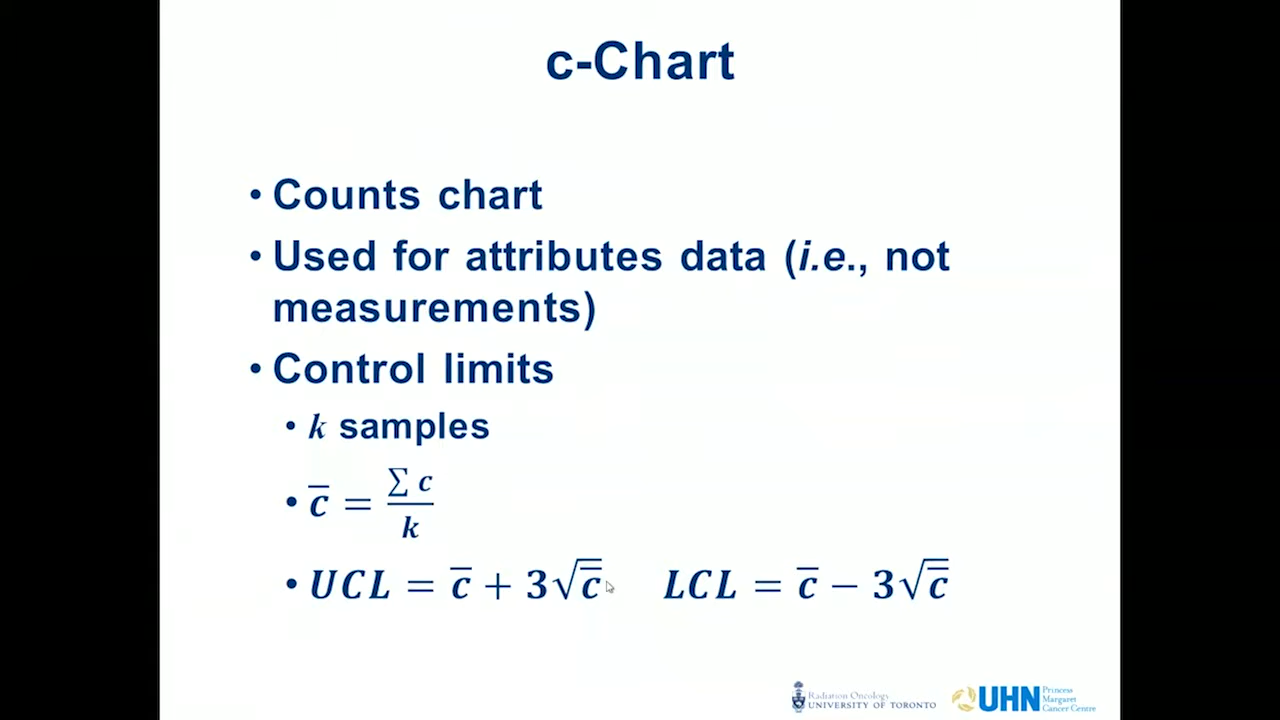 c-Chart
• Counts chart
• Used for attributes data (i.e., not
measurements)
• Control limits
• k samples
• c̅ = ∑ c / k
• UCL = c̅ + 3√c̅    LCL = c̅ − 3√c̅
Radiation Oncology
UNIVERSITY OF TORONTO
UHN
Princess
Margaret
Cancer Centre